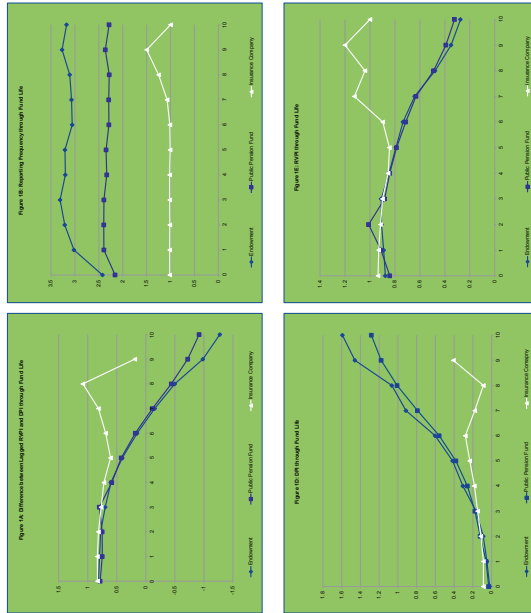 Figure 1A: Difference between Lagged RVPI and DPI through Fund Life
1.5
1
0.5
0
-0.5
-1
-1.5
0 1 2 3 4 5 6 7 8 9 10
Endowment Public Pension Fund Insurance Company
Figure 1B: Reporting Frequency through Fund Life
3.5
3
2.5
2
1.5
1
0.5
0
0 1 2 3 4 5 6 7 8 9 10
Endowment Public Pension Fund Insurance Company
Figure 1D: DPI through Fund Life
1.8
1.6
1.4
1.2
1
0.8
0.6
0.4
0.2
0
0 1 2 3 4 5 6 7 8 9 10
Endowment Public Pension Fund Insurance Company
Figure 1E: RVPI through Fund Life
1.4
1.2
1
0.8
0.6
0.4
0.2
0
0 1 2 3 4 5 6 7 8 9 10
Endowment Public Pension Fund Insurance Company